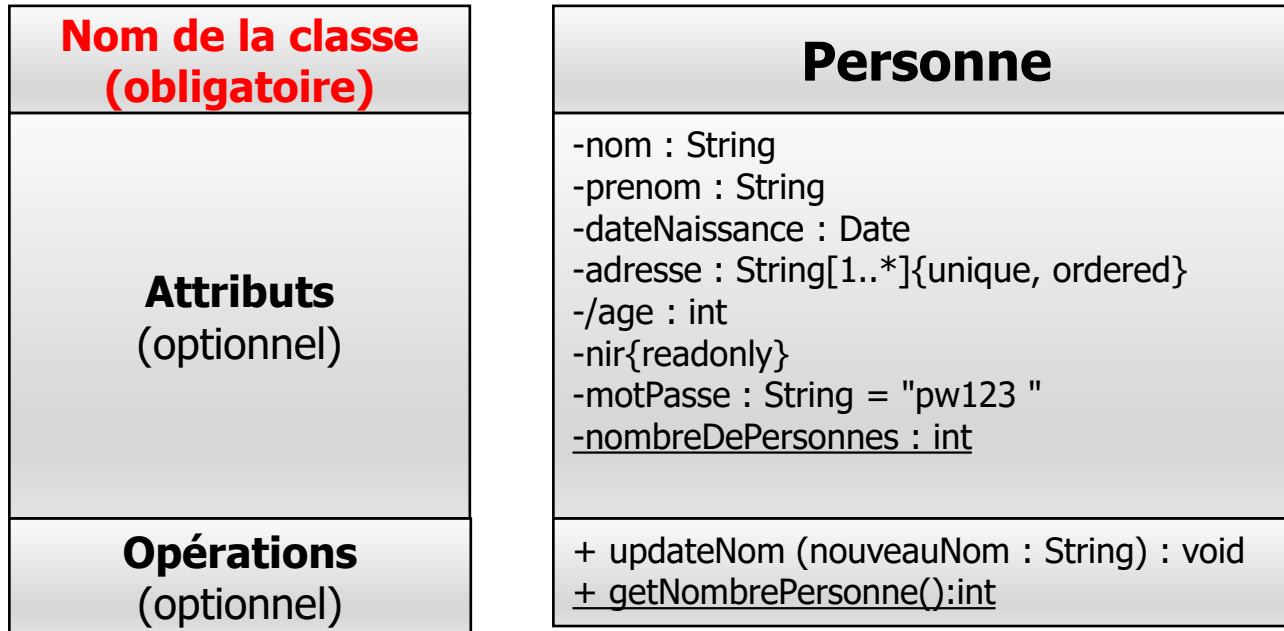 Nom de la classe
(obligatoire)
Attributs
(optionnel)
Opérations
(optionnel)
Personne
-nom : String
-prenom : String
-dateNaissance : Date
-adresse : String[1..*]{unique, ordered}
-/age : int
-nir{readonly}
-motPasse : String = "pw123 "
-nombreDePersonnes : int
+ updateNom (nouveauNom : String) : void
+ getNombrePersonne():int